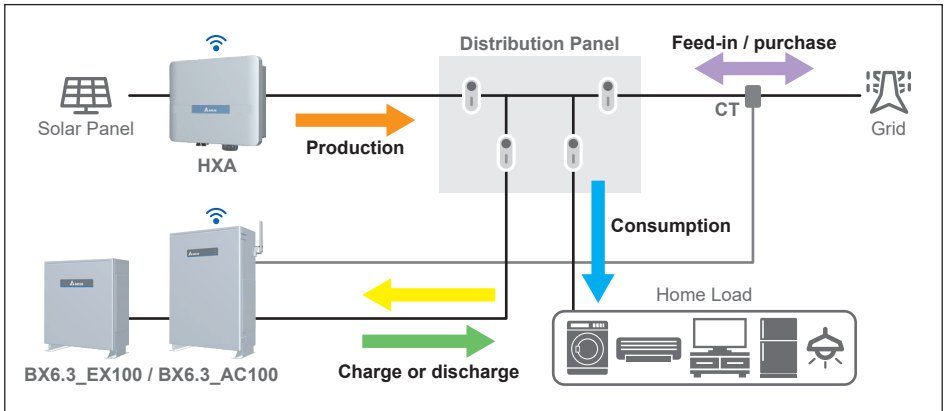 Distribution Panel
Feed-in / purchase
Solar Panel
HXA
Production
CT
Grid
Consumption
Home Load
BX6.3_EX100 / BX6.3_AC100
Charge or discharge